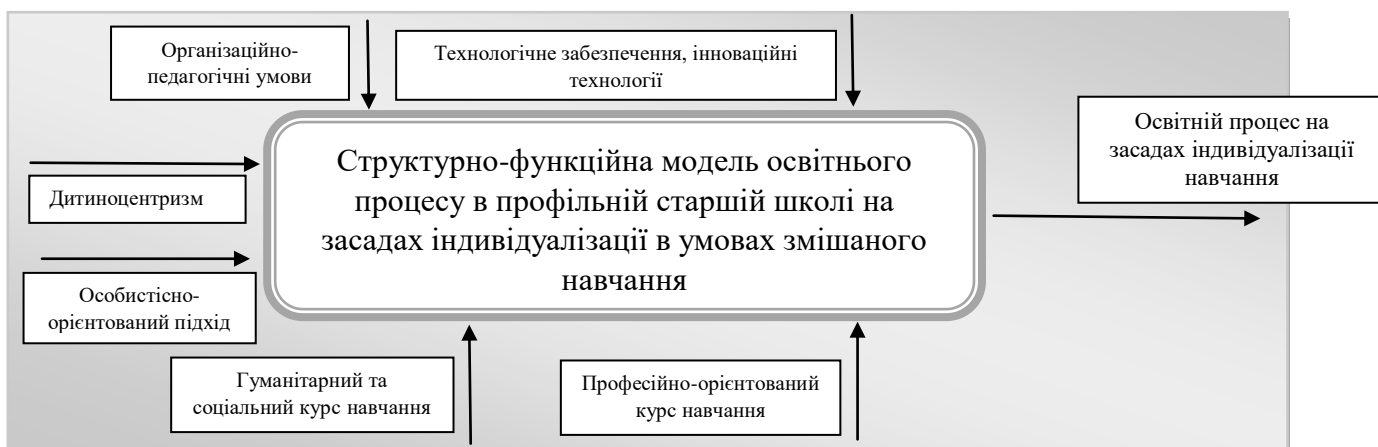 Організаційно-
педагогічні умови
Технологічне забезпечення, інноваційні
технології
Освітній процес на
засадах індивідуалізації
навчання
Структурно-функційна модель освітнього
процесу в профільній старшій школі на
засадах індивідуалізації в умовах змішаного
навчання
Дитиноцентризм
Особистісно-
орієнтований підхід
Гуманітарний та
соціальний курс навчання
Професійно-орієнтований
курс навчання